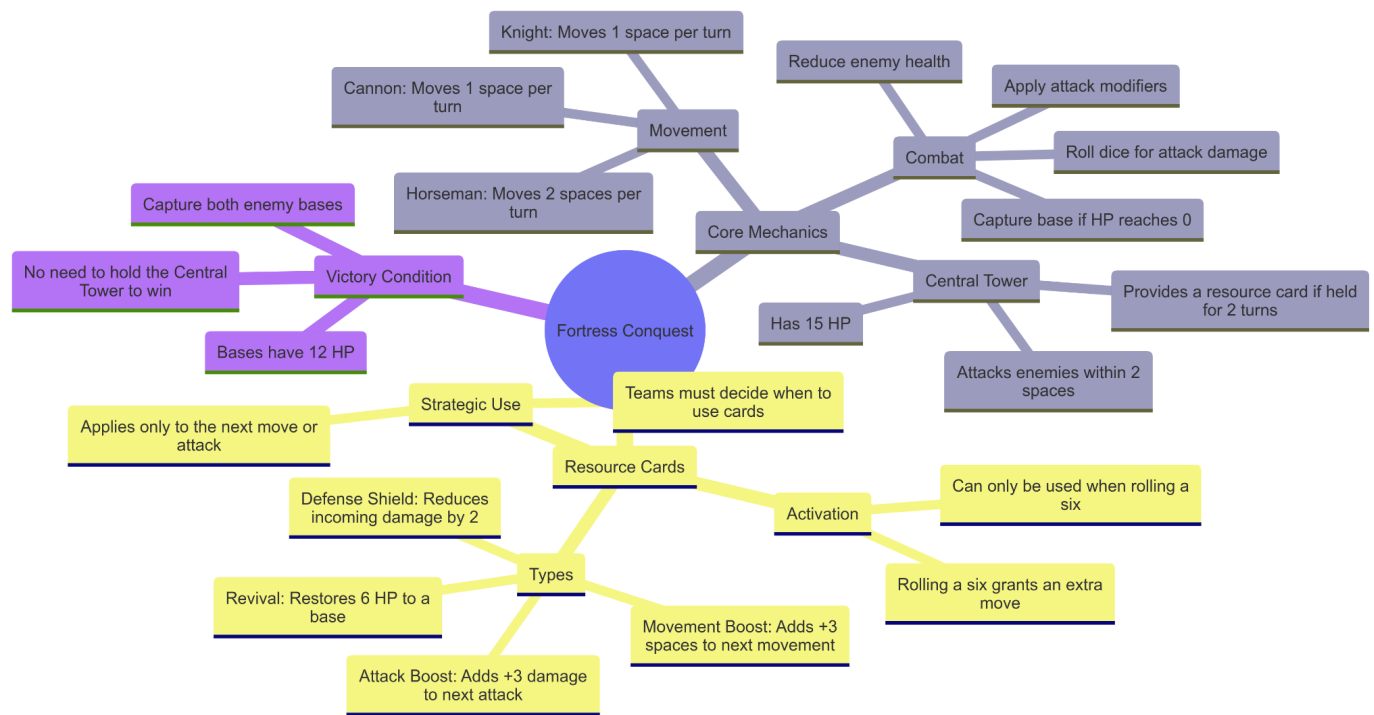 Knight: Moves 1 space per turn
Cannon: Moves 1 space per
turn
Movement
Horseman: Moves 2 spaces per
turn
Reduce enemy health
Apply attack modifiers
Combat
Roll dice for attack damage
Capture base if HP reaches 0
Core Mechanics
Central Tower
Has 15 HP
Provides a resource card if held
for 2 turns
Attacks enemies within 2
spaces
Capture both enemy bases
No need to hold the Central
Tower to win
Victory Condition
Bases have 12 HP
Fortress Conquest
Strategic Use
Teams must decide when to
use cards
Applies only to the next move or
attack
Resource Cards
Activation
Can only be used when rolling a
six
Rolling a six grants an extra
move
Defense Shield: Reduces
incoming damage by 2
Types
Revival: Restores 6 HP to a
base
Movement Boost: Adds +3
spaces to next movement
Attack Boost: Adds +3 damage
to next attack